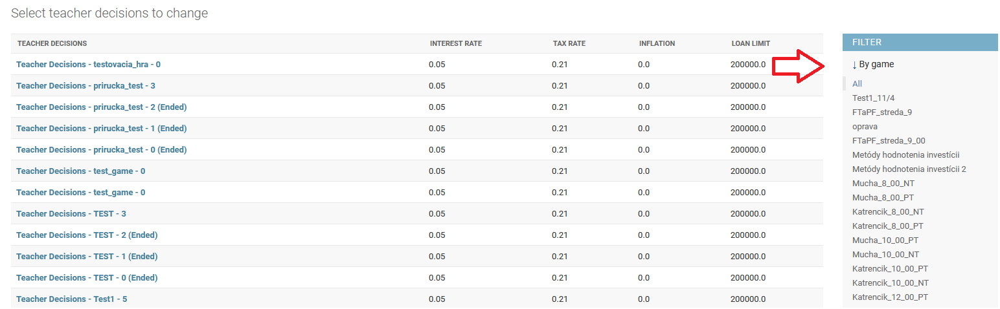 Select teacher decisions to change
TEACHER DECISIONS INTEREST RATE TAX RATE INFLATION LOAN LIMIT
Teacher Decisions - testovacia_hra - 0 0.05 0.21 0.0 200000.0
Teacher Decisions - prirucka_test - 3 0.05 0.21 0.0 200000.0
Teacher Decisions - prirucka_test - 2 (Ended) 0.05 0.21 0.0 200000.0
Teacher Decisions - prirucka_test - 1 (Ended) 0.05 0.21 0.0 200000.0
Teacher Decisions - prirucka_test - 0 (Ended) 0.05 0.21 0.0 200000.0
Teacher Decisions - test_game - 0 0.05 0.21 0.0 200000.0
Teacher Decisions - test_game - 0 0.05 0.21 0.0 200000.0
Teacher Decisions - TEST - 3 0.05 0.21 0.0 200000.0
Teacher Decisions - TEST - 2 (Ended) 0.05 0.21 0.0 200000.0
Teacher Decisions - TEST - 1 (Ended) 0.05 0.21 0.0 200000.0
Teacher Decisions - TEST - 0 (Ended) 0.05 0.21 0.0 200000.0
Teacher Decisions - Test1 - 5 0.05 0.21 0.0 200000.0
FILTER
↓ By game
All
Test1_11/4
FTaPF_streda_9
oprava
FTaPF_streda_9_00
Metódy hodnotenia investícii
Metódy hodnotenia investícii 2
Mucha_8_00_NT
Mucha_8_00_PT
Katrencik_8_00_NT
Katrencik_8_00_PT
Mucha_10_00_PT
Mucha_10_00_NT
Katrencik_10_00_PT
Katrencik_10_00_NT
Katrencik_12_00_PT